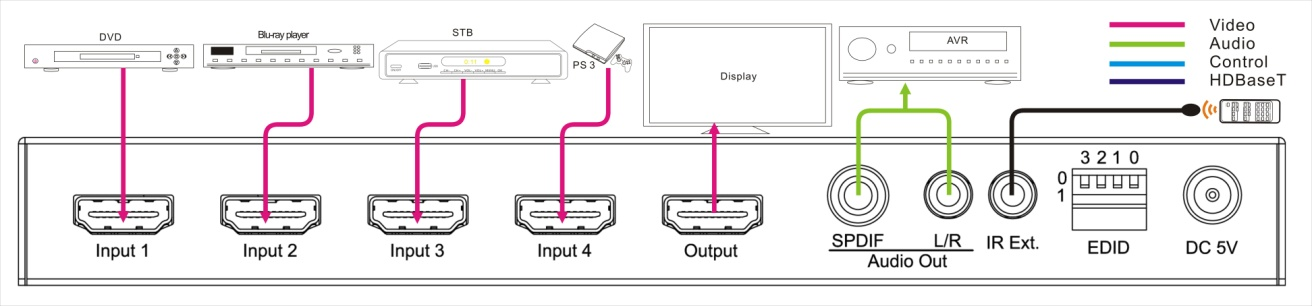 DVD
Blu-ray player
STB
PS 3
Display
AVR
Video
Audio
Control
HDBaseT
3 2 1 0
0
1
Input 1
Input 2
Input 3
Input 4
Output
SPDIF
L/R
Audio Out
IR Ext.
EDID
DC 5V